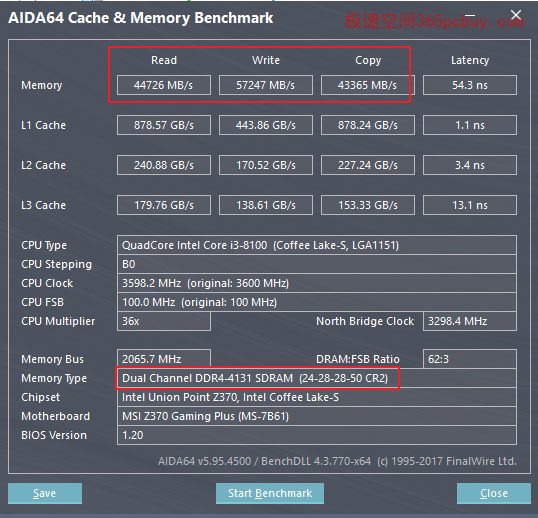 AIDA64 Cache & Memory Benchmark
极速空间365pcbuy.com
Read Write Copy Latency
Memory 44726 MB/s 57247 MB/s 43365 MB/s 54.3 ns
L1 Cache 878.57 GB/s 443.86 GB/s 878.24 GB/s 1.1 ns
L2 Cache 240.88 GB/s 170.52 GB/s 227.24 GB/s 3.4 ns
L3 Cache 179.76 GB/s 138.61 GB/s 153.33 GB/s 13.1 ns
CPU Type QuadCore Intel Core i3-8100 (Coffee Lake-S, LGA1151)
CPU Stepping B0
CPU Clock 3598.2 MHz (original: 3600 MHz)
CPU FSB 100.0 MHz (original: 100 MHz)
CPU Multiplier 36x North Bridge Clock 3298.4 MHz
Memory Bus 2065.7 MHz DRAM:FSB Ratio 62:3
Memory Type Dual Channel DDR4-4131 SDRAM (24-28-28-50 CR2)
Chipset Intel Union Point Z370, Intel Coffee Lake-S
Motherboard MSI Z370 Gaming Plus (MS-7B61)
BIOS Version 1.20
AIDA64 v5.95.4500 / BenchDLL 4.3.770-x64 (c) 1995-2017 FinalWire Ltd.
Save Start Benchmark Close